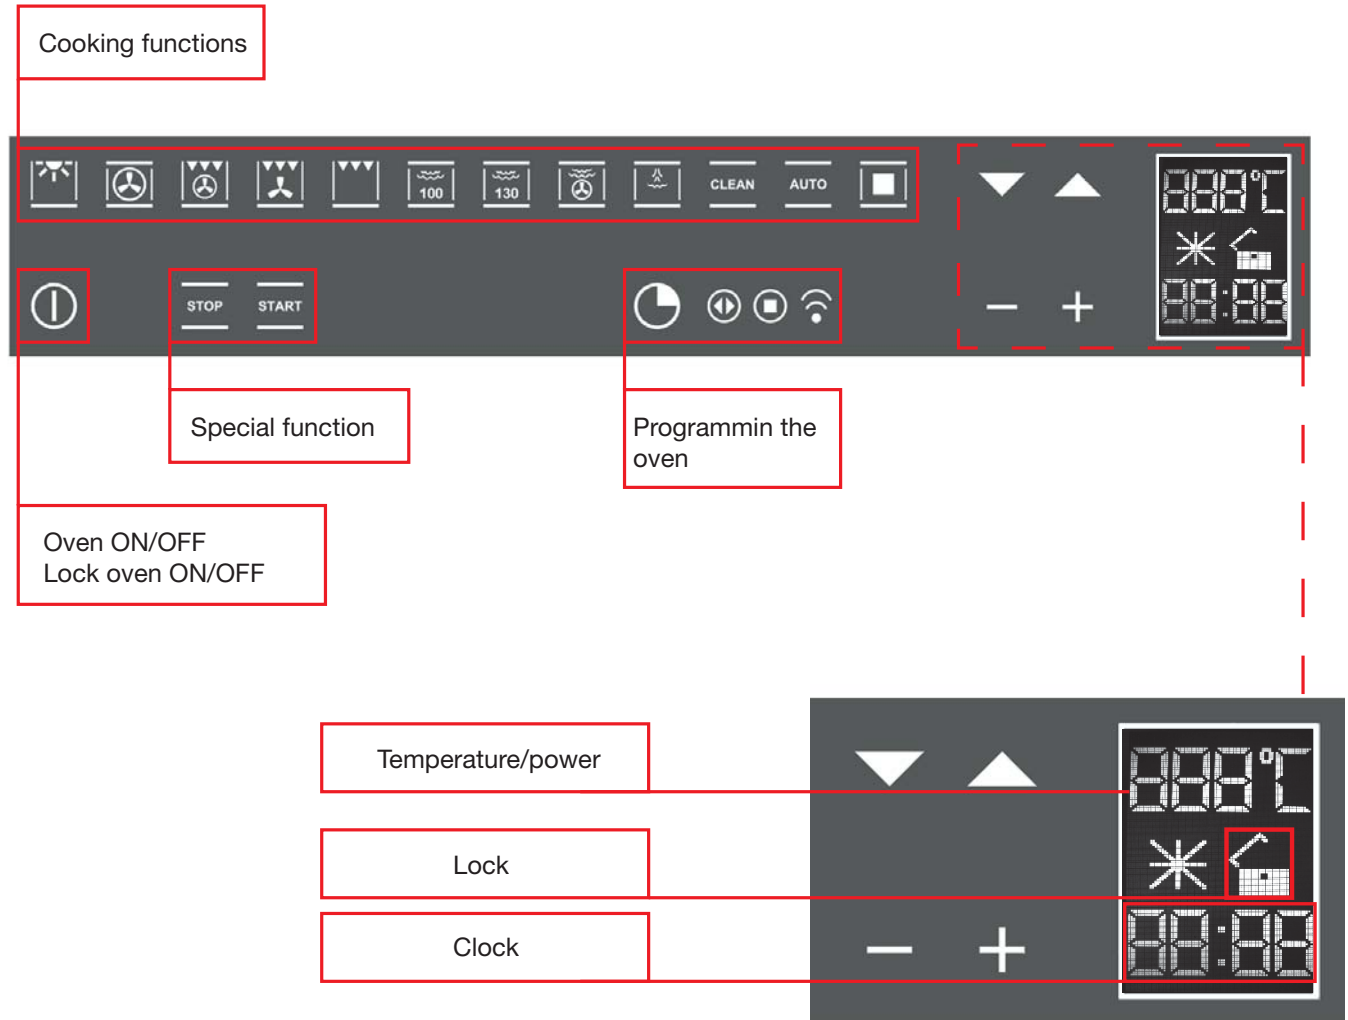 Cooking functions
100
130
CLEAN
AUTO
888°C
STOP
START
88:88
Special function
Programmin the
oven
Oven ON/OFF
Lock oven ON/OFF
Temperature/power
888°C
Lock
Clock
88:88